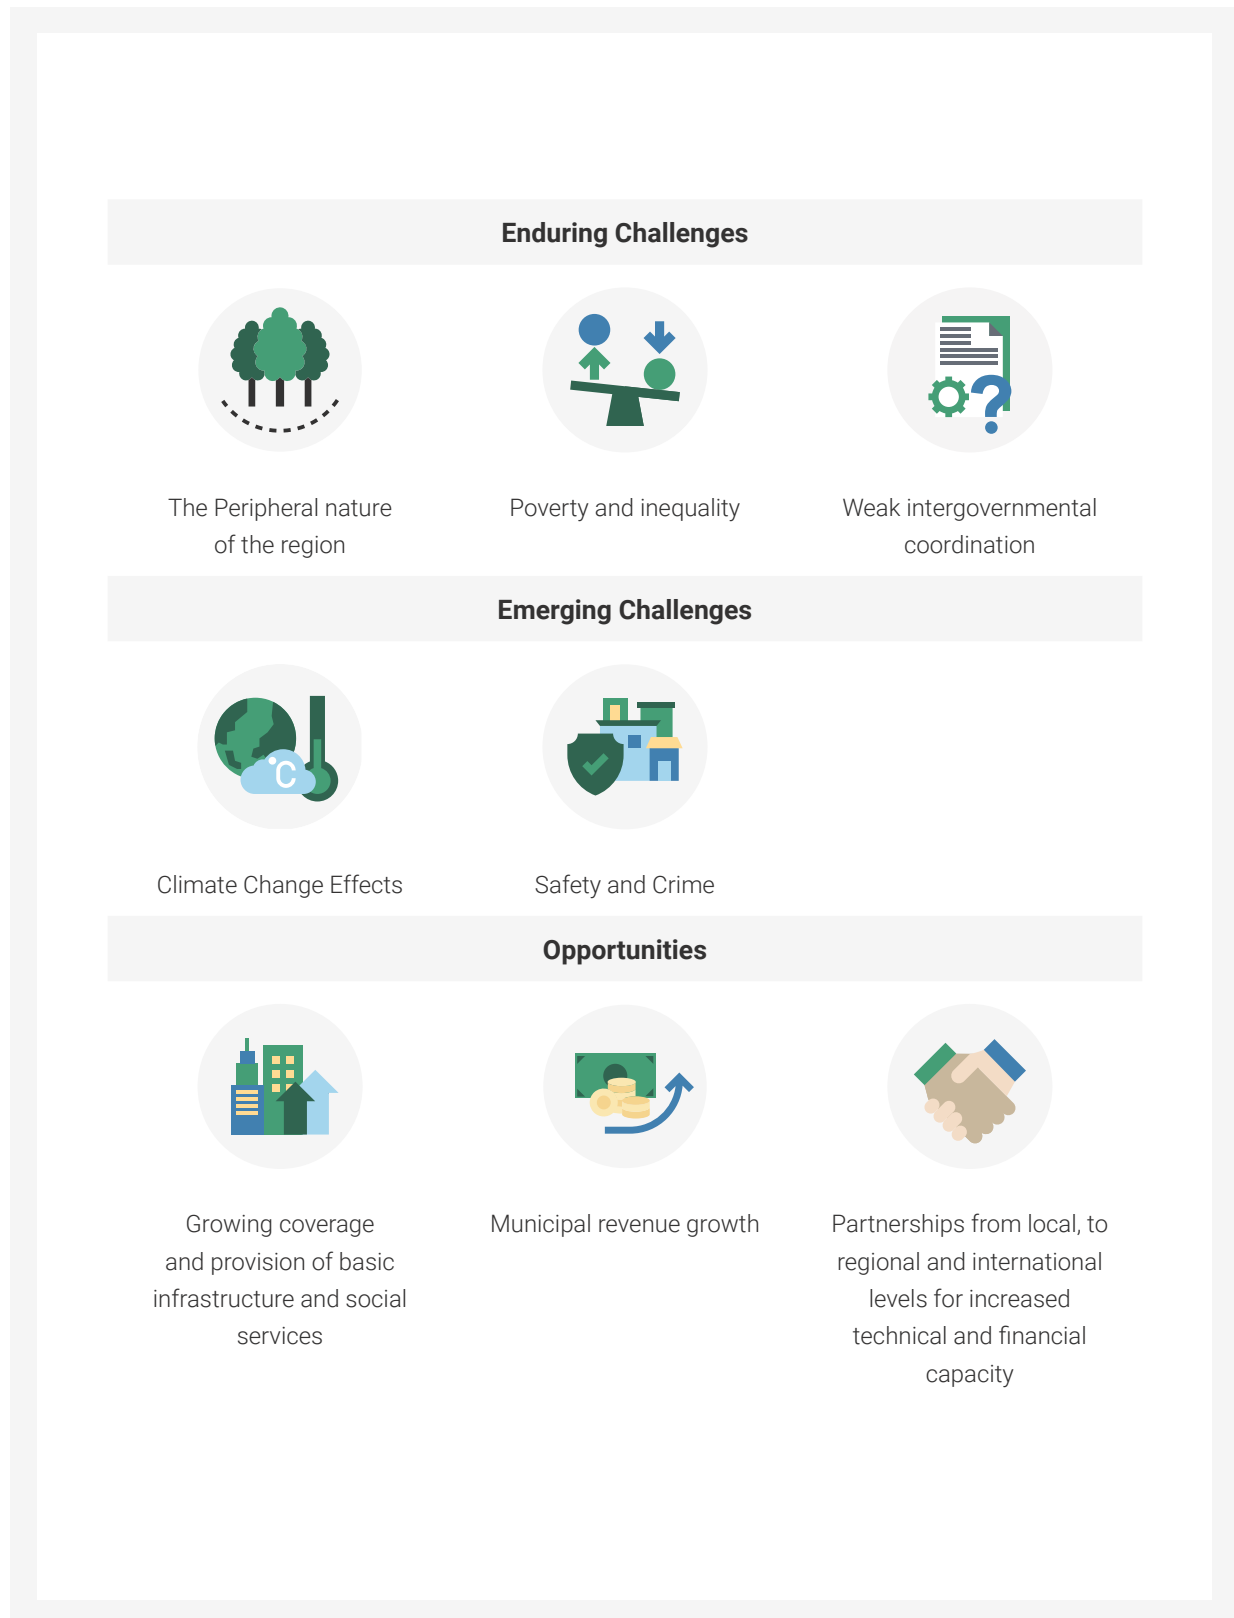 Enduring Challenges
The Peripheral nature
of the region
Poverty and inequality
Weak intergovernmental
coordination
Emerging Challenges
°C
Climate Change Effects
Safety and Crime
Opportunities
Growing coverage
and provision of basic
infrastructure and social
services
Municipal revenue growth
Partnerships from local, to
regional and international
levels for increased
technical and financial
capacity